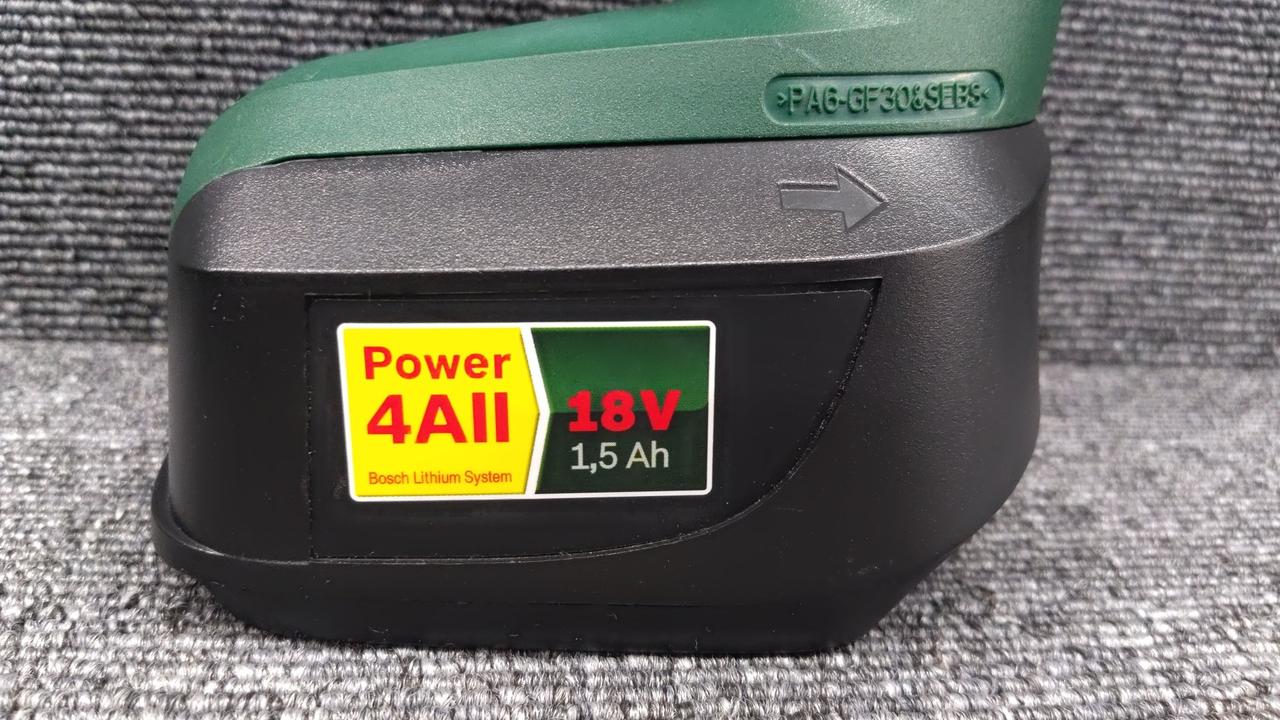 >PA6-GF30&SEBS<
Power
4All
Bosch Lithium System
18V
1,5 Ah